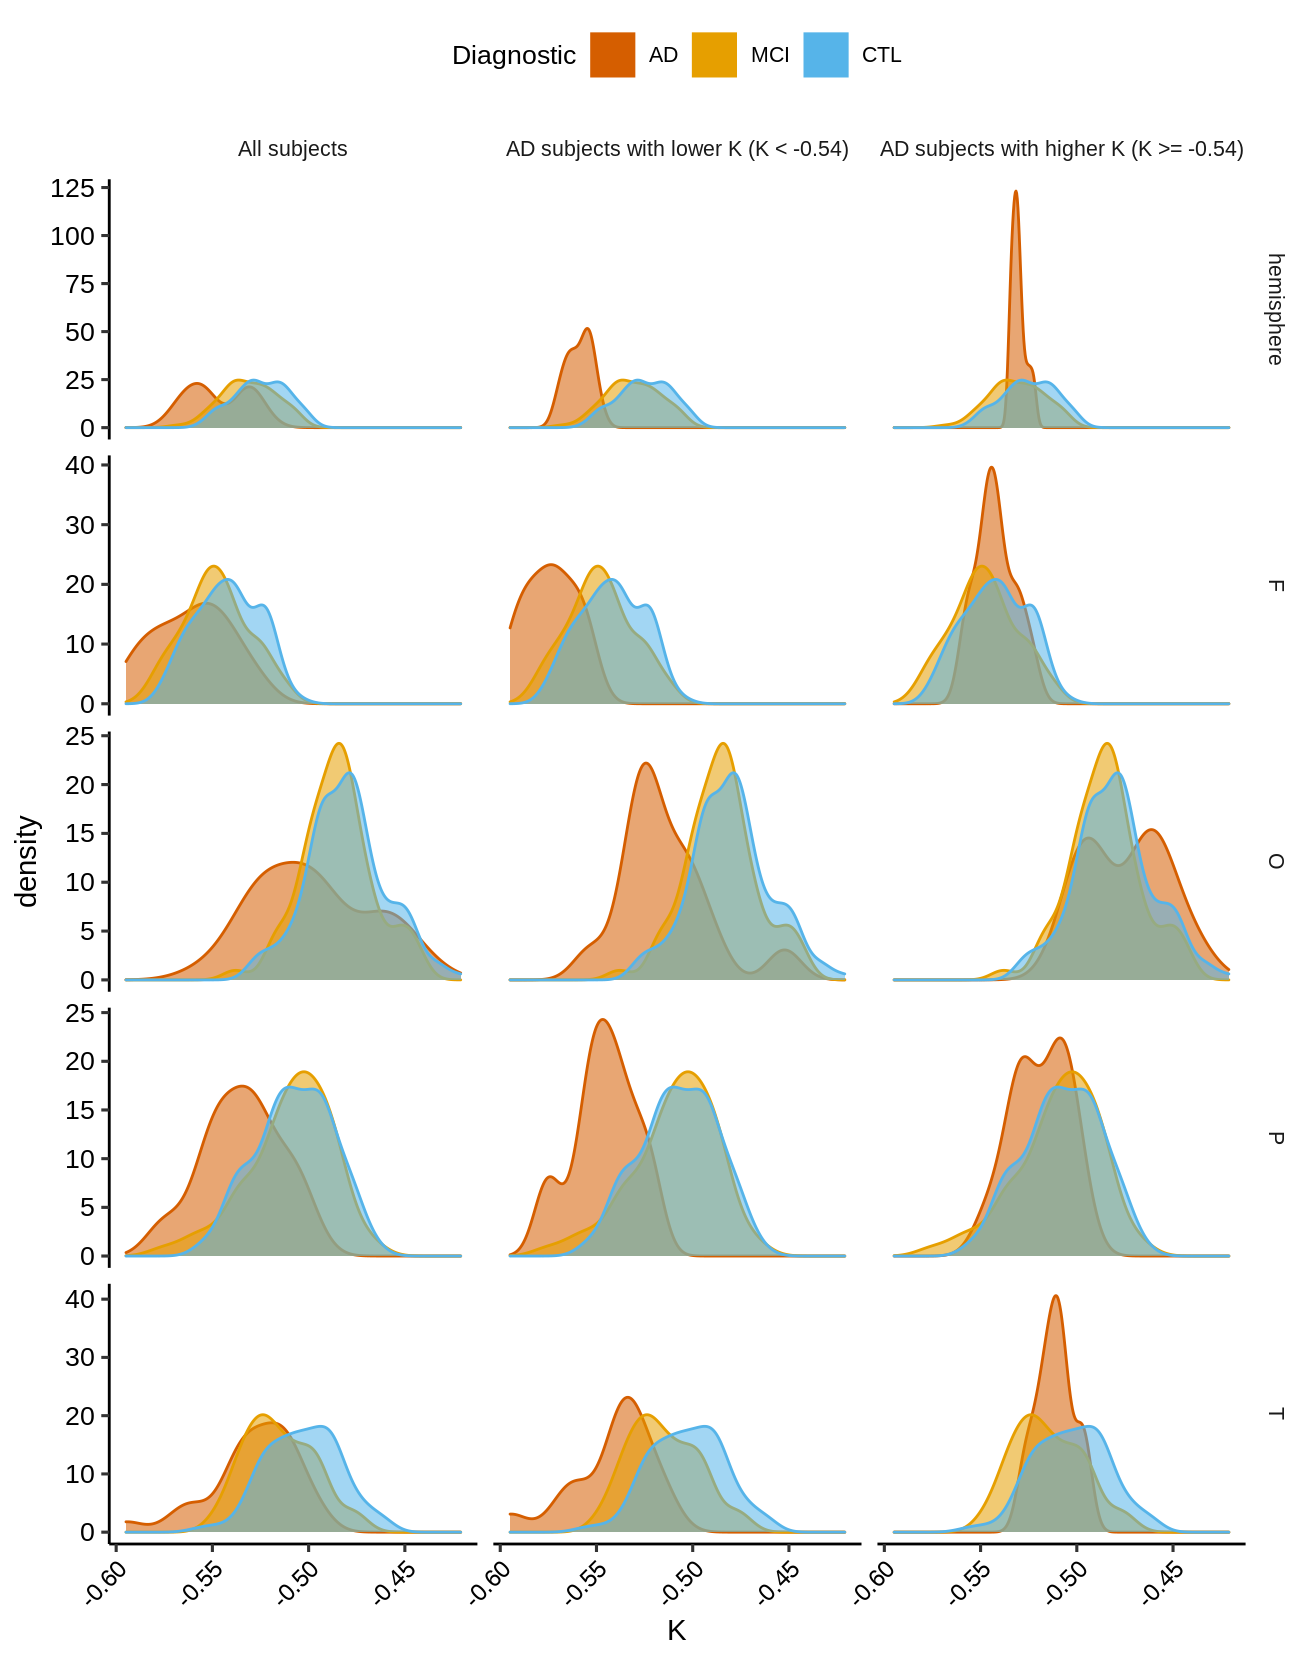 Diagnostic AD MCI CTL
All subjects
AD subjects with lower K (K < -0.54)
AD subjects with higher K (K >= -0.54)
125
100
75
50
25
0
hemisphere
40
30
20
10
0
F
25
20
15
10
5
0
O
25
20
15
10
5
0
P
40
30
20
10
0
T
density
-0.60 -0.55 -0.50 -0.45
-0.60 -0.55 -0.50 -0.45
-0.60 -0.55 -0.50 -0.45
K